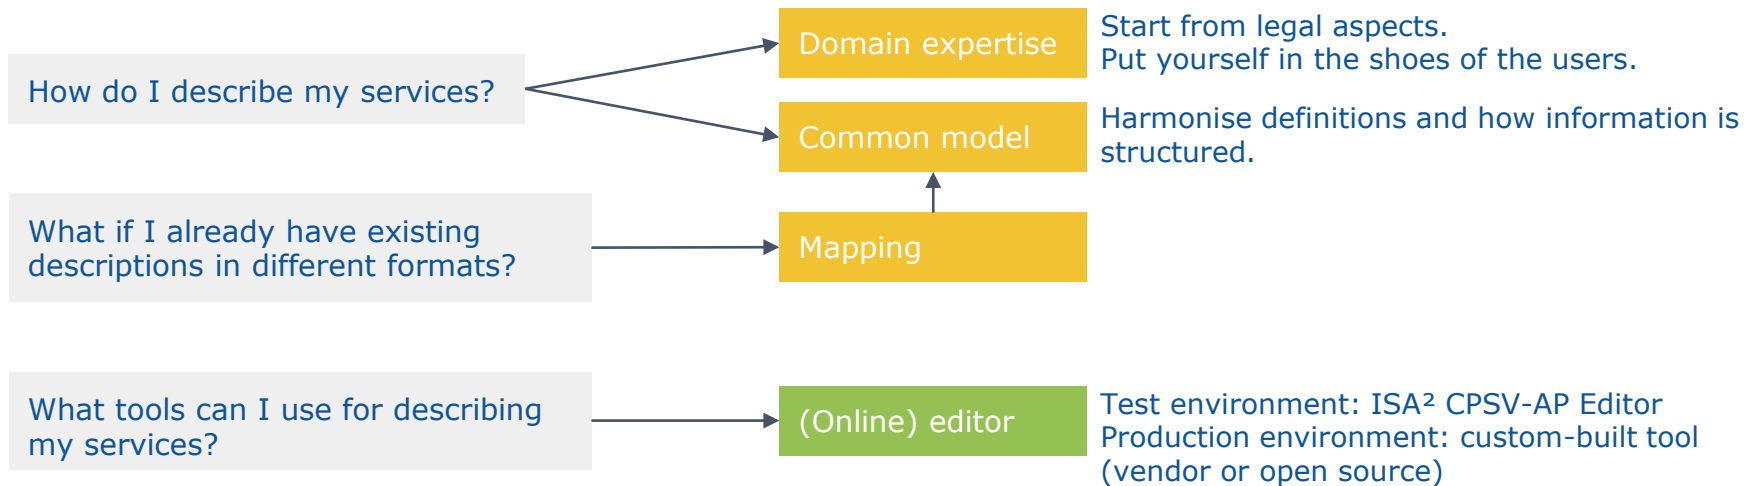 How do I describe my services?
Domain expertise
Start from legal aspects.
Put yourself in the shoes of the users.
Common model
Harmonise definitions and how information is
structured.
What if I already have existing
descriptions in different formats?
Mapping
What tools can I use for describing
my services?
(Online) editor
Test environment: ISA² CPSV-AP Editor
Production environment: custom-built tool
(vendor or open source)